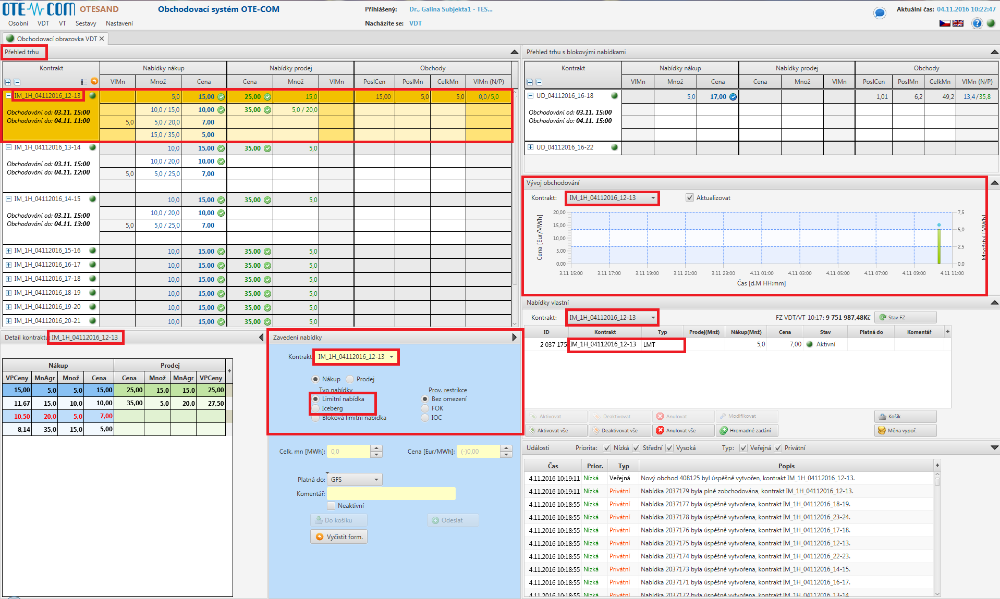 OTE COM OTESAND
Obchodovací systém OTE-COM
Přihlášený: Dr., Galina Subjekta1 - TES...
Aktuální čas: 04.11.2016 10:22:47
Osobní VDT VT Sestavy Nastavení
Nacházíte se: VDT
Obchodovací obrazovka VDT
Přehled trhu
Kontrakt Nabídky nákup Nabídky prodej Obchody
VlMn Množ Cena Cena Množ VlMn PoslCen PoslMn CelkMn VlMn (N/P)
IM_1H_04112016_12-13 5,0 15,00 25,00 15,0 15,00 5,0 5,0 0,0/5,0
10,0 / 15,0 10,00 35,00 5,0 / 20,0
Obchodování od: 03.11. 15:00
Obchodování do: 04.11. 11:00
5,0 5,0 / 20,0 7,00
15,0 / 35,0 5,00
IM_1H_04112016_13-14 10,0 15,00 35,00 5,0
10,0 / 20,0 10,00
Obchodování od: 03.11. 15:00
Obchodování do: 04.11. 12:00
5,0 5,0 / 25,0 7,00
IM_1H_04112016_14-15 10,0 15,00 35,00 5,0
10,0 / 20,0 10,00
Obchodování od: 03.11. 15:00
Obchodování do: 04.11. 13:00
5,0 5,0 / 25,0 7,00
IM_1H_04112016_15-16 10,0 15,00 35,00 5,0
IM_1H_04112016_16-17 10,0 15,00 35,00 5,0
IM_1H_04112016_17-18 10,0 15,00 35,00 5,0
IM_1H_04112016_18-19 10,0 15,00 35,00 5,0
IM_1H_04112016_19-20 10,0 15,00 35,00 5,0
IM_1H_04112016_20-21 10,0 15,00 35,00 5,0
Přehled trhu s blokovými nabídkami
Kontrakt Nabídky nákup Nabídky prodej Obchody
VlMn Množ Cena Cena Množ VlMn PoslCen PoslMn CelkMn VlMn (N/P)
UD_04112016_16-18 5,0 17,00 1,01 6,2 49,2 13,4/35,8
Obchodování od: 03.11. 15:00
Obchodování do: 04.11. 15:00
UD_04112016_16-22
Vývoj obchodování
Kontrakt: IM_1H_04112016_12-13 Aktualizovat
Cena [Eur/MWh]
20,00
15,00
10,00
5,00
0,00
7,5
5,0
2,5
0,0
Množství [MWh]
3.11 15:00 3.11 17:00 3.11 19:00 3.11 21:00 3.11 23:00 4.11 01:00 4.11 03:00 4.11 05:00 4.11 07:00 4.11 09:00 4.11 11:00
Čas [d.M HH:mm]
Nabídky vlastní
Kontrakt: IM_1H_04112016_12-13 FZ VDT/VT 10:17: 9 751 987,48Kč Stav FZ
ID Kontrakt Typ Prodej(Mnž) Nákup(Mnž) Cena Stav Platná do Komentář +
2 037 175 IM_1H_04112016_12-13 LMT 5,0 7,00 Aktivní
Aktivovat Deaktivovat Anulovat Modifikovat Košík
Aktivovat vše Deaktivovat vše Anulovat vše Hromadné zadání Měna vypoř.
Detail kontraktu: IM_1H_04112016_12-13
Nákup Prodej +
VPCeny MnAgr Množ Cena Cena Množ MnAgr VPCeny
15,00 5,0 5,0 15,00 25,00 15,0 15,0 25,00
11,67 15,0 10,0 10,00 35,00 5,0 20,0 27,50
10,50 20,0 5,0 7,00
8,14 35,0 15,0 5,00
Zavedení nabídky
Kontrakt IM_1H_04112016_12-13
Nákup Prodej
Typ nabídky Prov. restrikce
Limitní nabídka Bez omezení
Iceberg FOK
Bloková limitní nabídka IOC
Celk. mn [MWh]: 0,0 Cena [Eur/MWh]: (-)0,00
Platná do: GFS
Komentář:
Neaktivní
Do košíku Odeslat
Vyčistit form.
Události Priorita: Nízká Střední Vysoká Typ: Veřejná Privátní
Čas Prior. Typ Popis +
4.11.2016 10:19:11 Nízká Veřejná Nový obchod 408125 byl úspěšně vytvořen, kontrakt IM_1H_04112016_12-13.
4.11.2016 10:19:11 Nízká Privátní Nabídka 2037179 byla plně zobchodována, kontrakt IM_1H_04112016_12-13.
4.11.2016 10:18:55 Nízká Privátní Nabídka 2037177 byla úspěšně vytvořena, kontrakt IM_1H_04112016_18-19.
4.11.2016 10:18:55 Nízká Privátní Nabídka 2037178 byla úspěšně vytvořena, kontrakt IM_1H_04112016_23-24.
4.11.2016 10:18:55 Nízká Privátní Nabídka 2037176 byla úspěšně vytvořena, kontrakt IM_1H_04112016_17-18.
4.11.2016 10:18:55 Nízká Privátní Nabídka 2037175 byla úspěšně vytvořena, kontrakt IM_1H_04112016_12-13.
4.11.2016 10:18:55 Nízká Privátní Nabídka 2037174 byla úspěšně vytvořena, kontrakt IM_1H_04112016_22-23.
4.11.2016 10:18:55 Nízká Privátní Nabídka 2037173 byla úspěšně vytvořena, kontrakt IM_1H_04112016_14-15.
4.11.2016 10:18:55 Nízká Privátní Nabídka 2037171 byla úspěšně vytvořena, kontrakt IM_1H_04112016_16-17.
4.11.2016 10:18:55 Nízká Privátní Nabídka 2037172 byla úspěšně vytvořena, kontrakt IM_1H_04112016_13-14